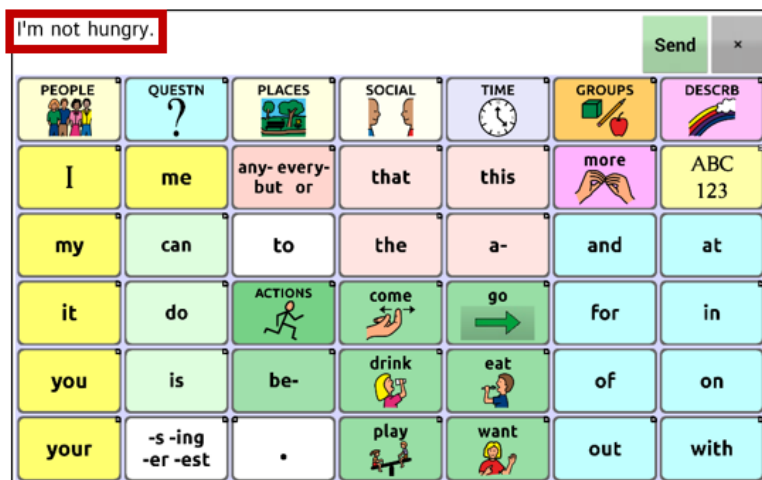 I'm not hungry.
Send ×
PEOPLE QUESTN PLACES SOCIAL TIME GROUPS DESCRB
?
I me any- every- that this more ABC
but or 123
my can to the a- and at
it do ACTIONS come go for in
you is be- drink eat of on
your -s -ing . play want out with
-er -est